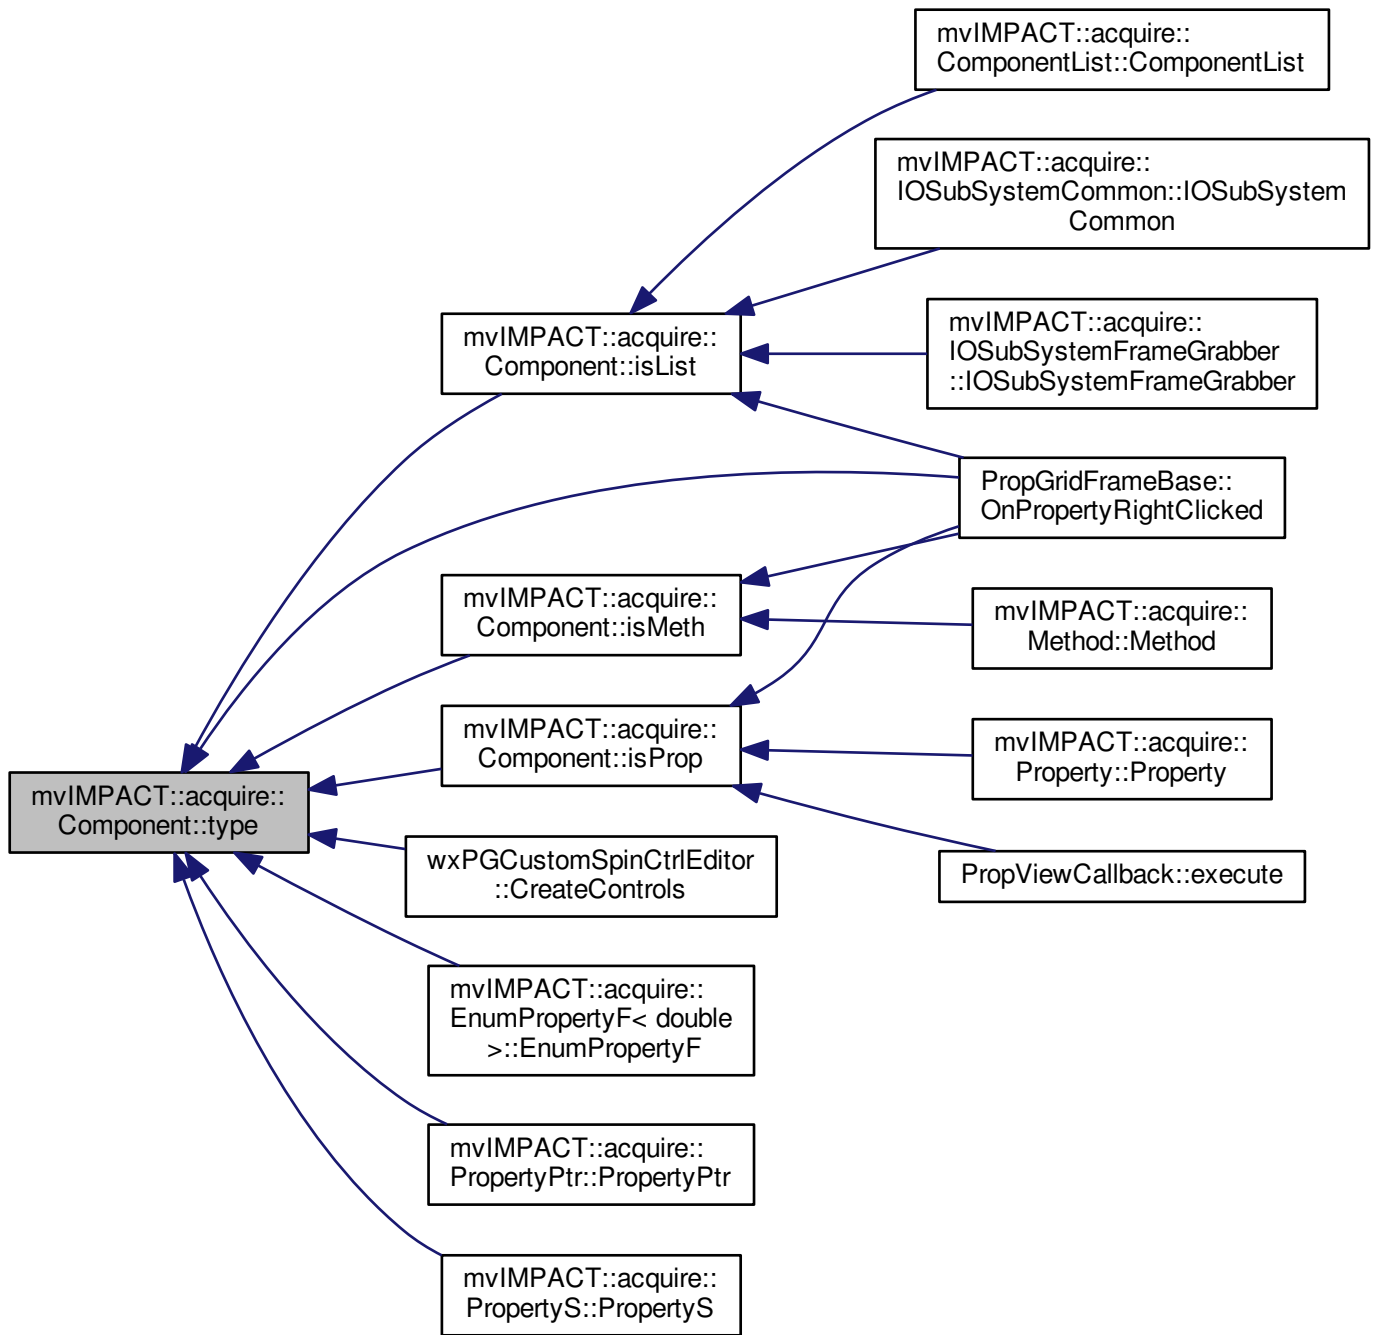 mvIMPACT::acquire::
ComponentList::ComponentList
mvIMPACT::acquire::
IOSubSystemCommon::IOSubSystem
Common
mvIMPACT::acquire::
IOSubSystemFrameGrabber
::IOSubSystemFrameGrabber
mvIMPACT::acquire::
Component::isList
PropGridFrameBase::
OnPropertyRightClicked
mvIMPACT::acquire::
Component::isMeth
mvIMPACT::acquire::
Method::Method
mvIMPACT::acquire::
Component::isProp
mvIMPACT::acquire::
Property::Property
mvIMPACT::acquire::
Component::type
wxPGCustomSpinCtrlEditor
::CreateControls
PropViewCallback::execute
mvIMPACT::acquire::
EnumPropertyF< double
>::EnumPropertyF
mvIMPACT::acquire::
PropertyPtr::PropertyPtr
mvIMPACT::acquire::
PropertyS::PropertyS